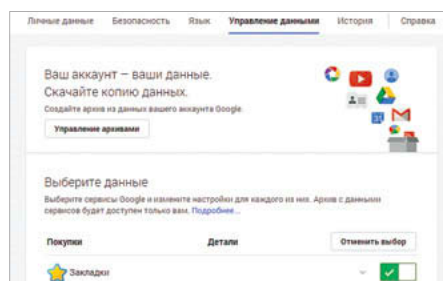 Личные данные Безопасность Язык Управление данными История Справка
Ваш аккаунт — ваши данные.
Скачайте копию данных.
Создайте архив из данных вашего аккаунта Google.
Управление архивами
Выберите данные
Выберите сервисы Google и измените настройки для каждого из них. Архив с данными
сервисов будет доступен только вам. Подробнее...
Покупки Детали Отменить выбор
Закладки